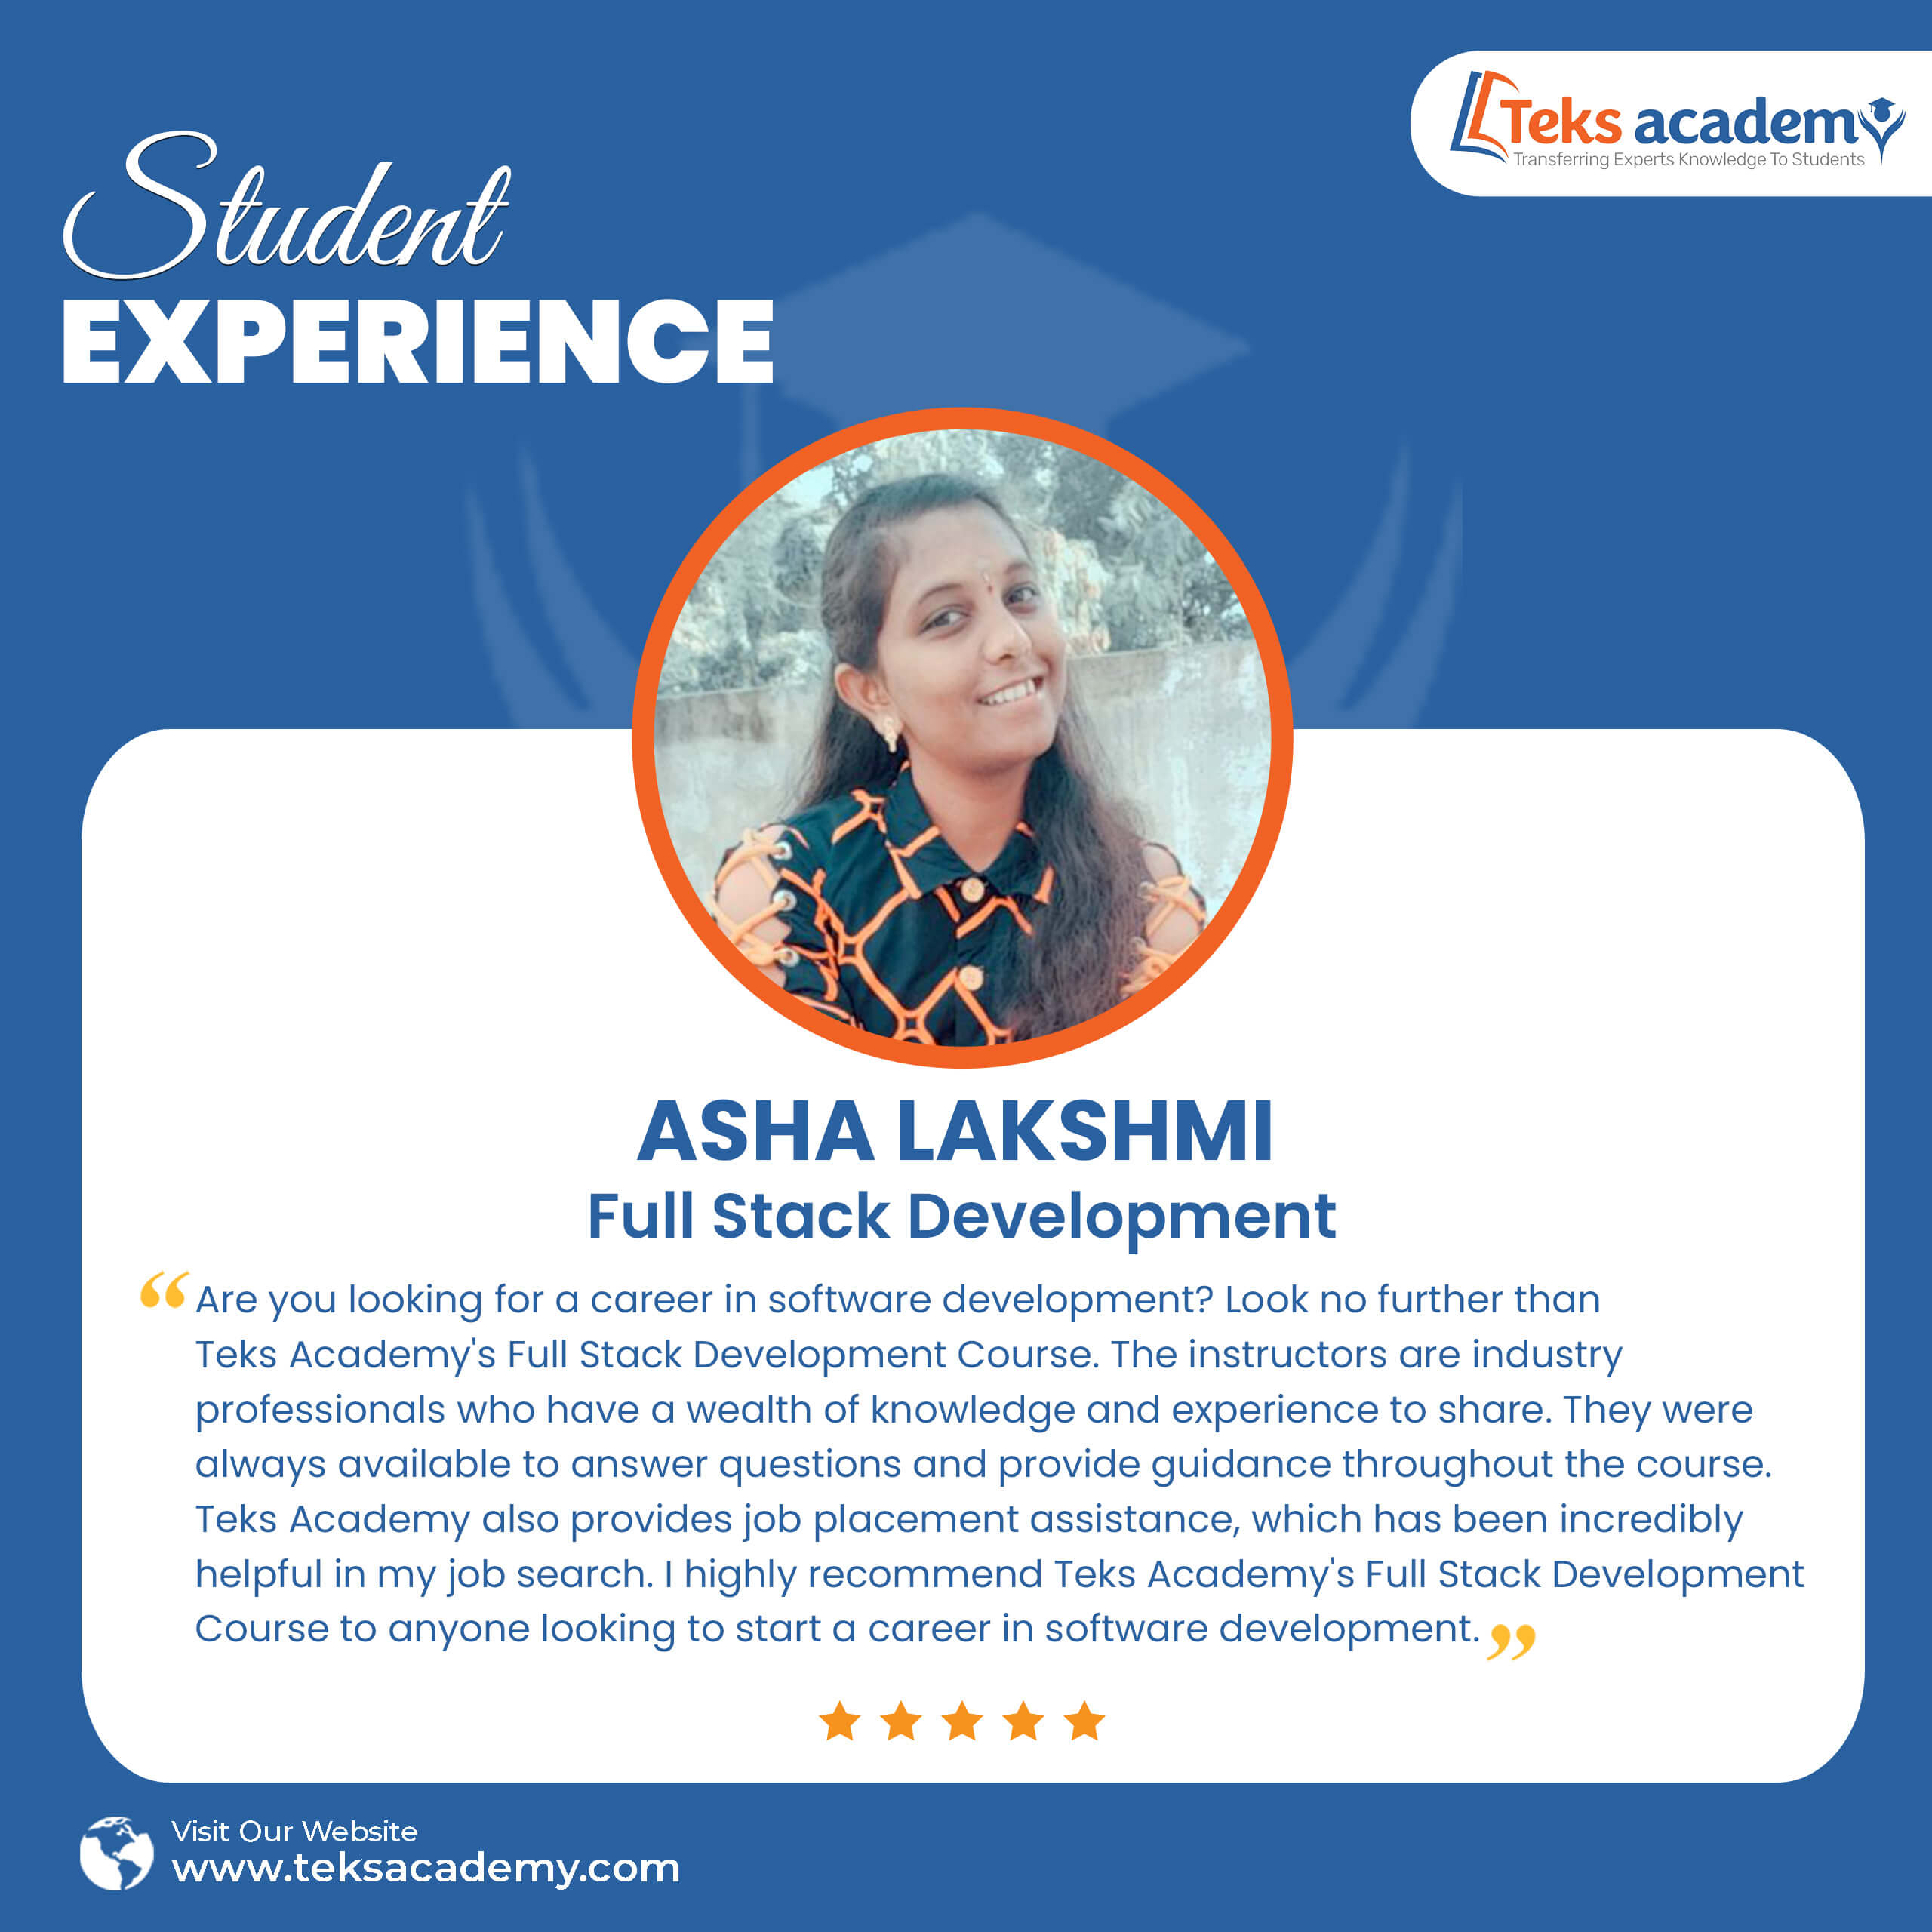 Teks academy
Transferring Experts Knowledge To Students
Student
EXPERIENCE
ASHA LAKSHMI
Full Stack Development
“Are you looking for a career in software development? Look no further than
Teks Academy's Full Stack Development Course. The instructors are industry
professionals who have a wealth of knowledge and experience to share. They were
always available to answer questions and provide guidance throughout the course.
Teks Academy also provides job placement assistance, which has been incredibly
helpful in my job search. I highly recommend Teks Academy's Full Stack Development
Course to anyone looking to start a career in software development.”
Visit Our Website
www.teksacademy.com